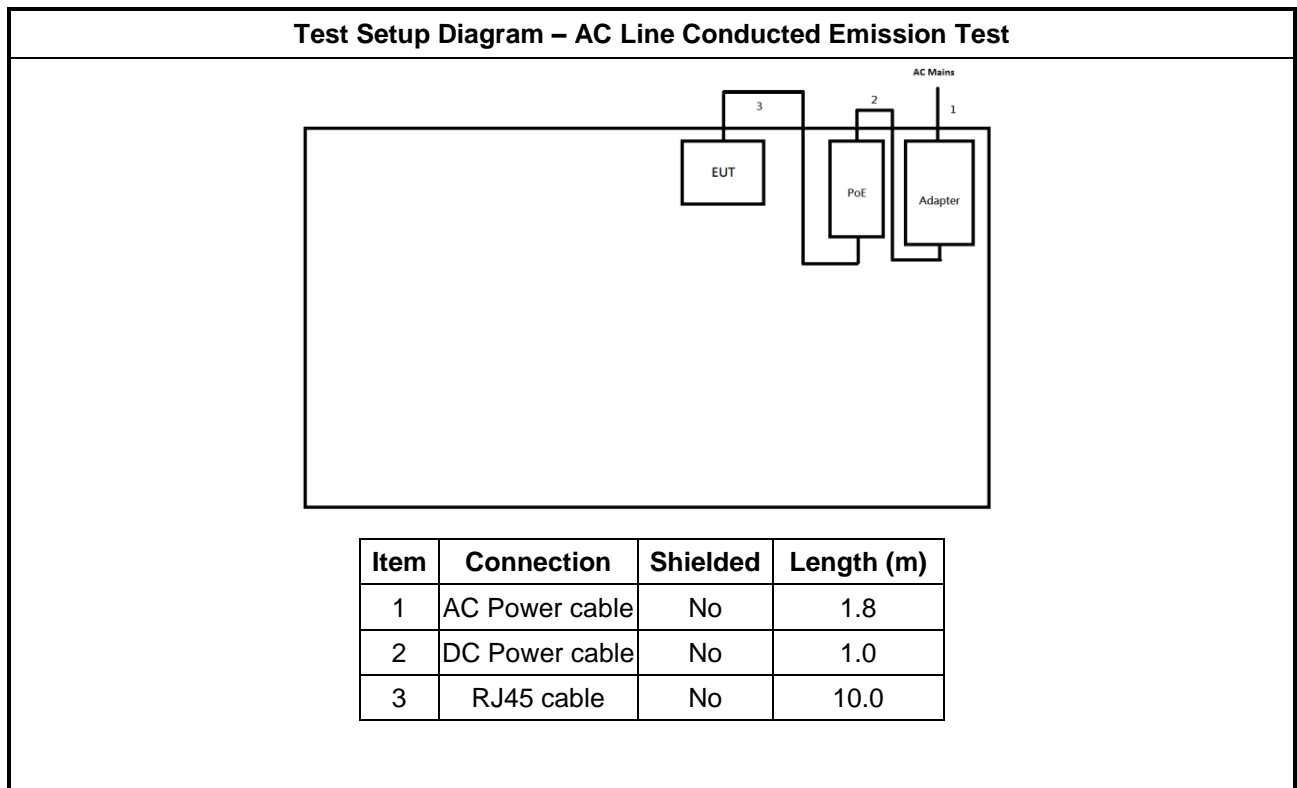 Test Setup Diagram – AC Line Conducted Emission Test
AC Mains
3
2
1
EUT
PoE
Adapter
Item Connection Shielded Length (m)
1 AC Power cable No 1.8
2 DC Power cable No 1.0
3 RJ45 cable No 10.0